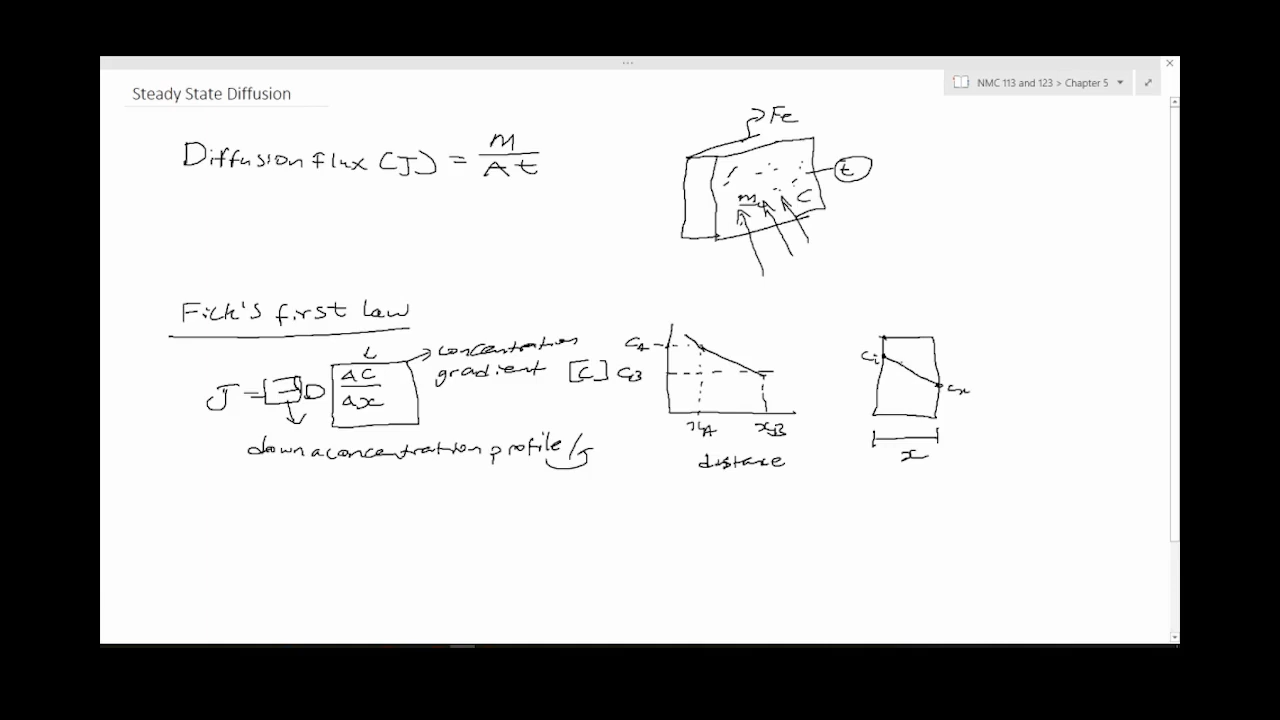 NMC 113 and 123 > Chapter 5
Steady State Diffusion
Diffusion flux (J) = m / A t
Fe
t
m
C
Fick's first law
J = - D ΔC / Δx
concentration
gradient
down a concentration profile /
[C]
CA
CB
xA
xB
distance
Ci
Cx
x